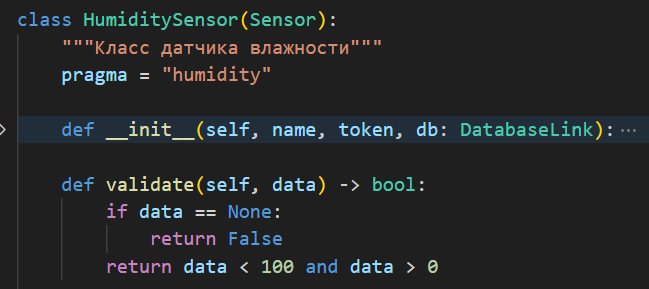 class HumiditySensor(Sensor):
"""Класс датчика влажности"""
pragma = "humidity"
def __init__(self, name, token, db: DatabaseLink):···
def validate(self, data) -> bool:
if data == None:
return False
return data < 100 and data > 0